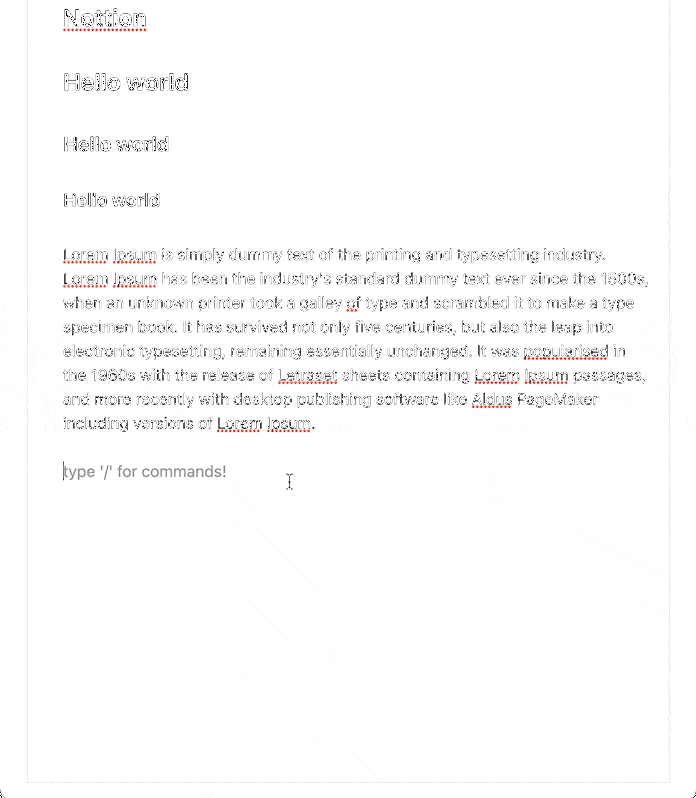 Nottion
Hello world
Hello world
Hello world
Lorem Ipsum is simply dummy text of the printing and typesetting industry.
Lorem Ipsum has been the industry's standard dummy text ever since the 1500s,
when an unknown printer took a galley of type and scrambled it to make a type
specimen book. It has survived not only five centuries, but also the leap into
electronic typesetting, remaining essentially unchanged. It was popularised in
the 1960s with the release of Letraset sheets containing Lorem Ipsum passages,
and more recently with desktop publishing software like Aldus PageMaker
including versions of Lorem Ipsum.
type '/' for commands!